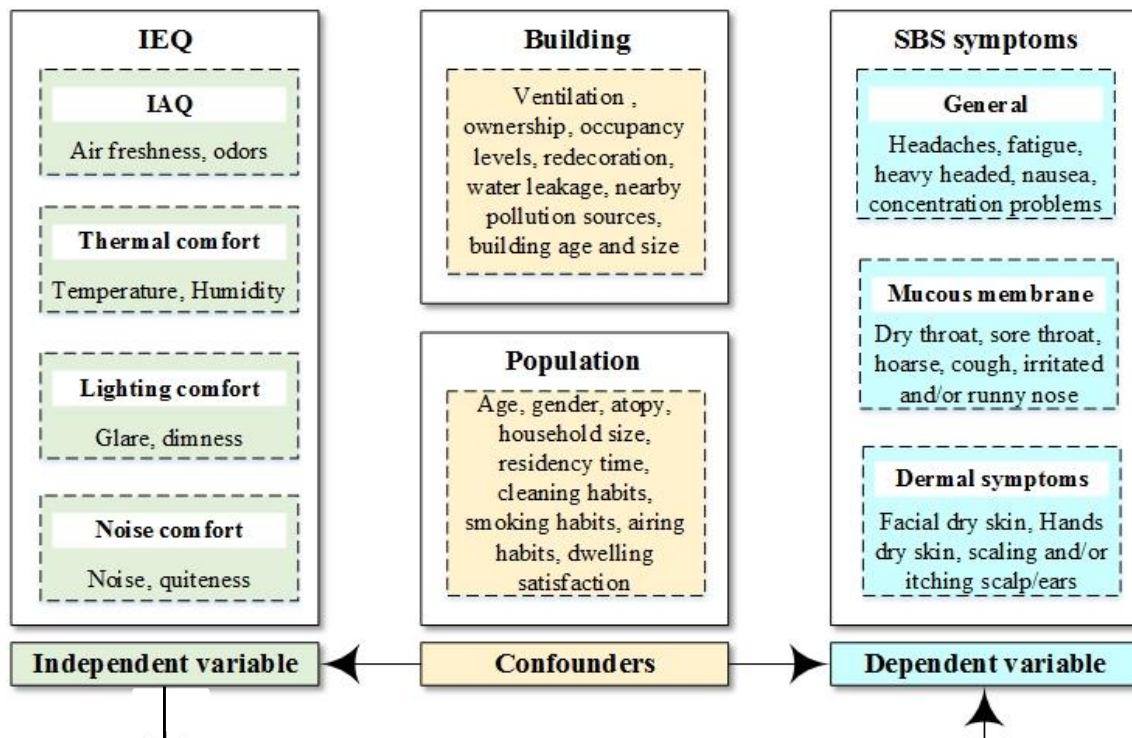 IEQ
IAQ
Air freshness, odors
Thermal comfort
Temperature, Humidity
Lighting comfort
Glare, dimness
Noise comfort
Noise, quiteness
Independent variable
Building
Ventilation ,
ownership, occupancy
levels, redecoration,
water leakage, nearby
pollution sources,
building age and size
Population
Age, gender, atopy,
household size,
residency time,
cleaning habits,
smoking habits, airing
habits, dwelling
satisfaction
Confounders
SBS symptoms
General
Headaches, fatigue,
heavy headed, nausea,
concentration problems
Mucous membrane
Dry throat, sore throat,
hoarse, cough, irritated
and/or runny nose
Dermal symptoms
Facial dry skin, Hands
dry skin, scaling and/or
itching scalp/ears
Dependent variable